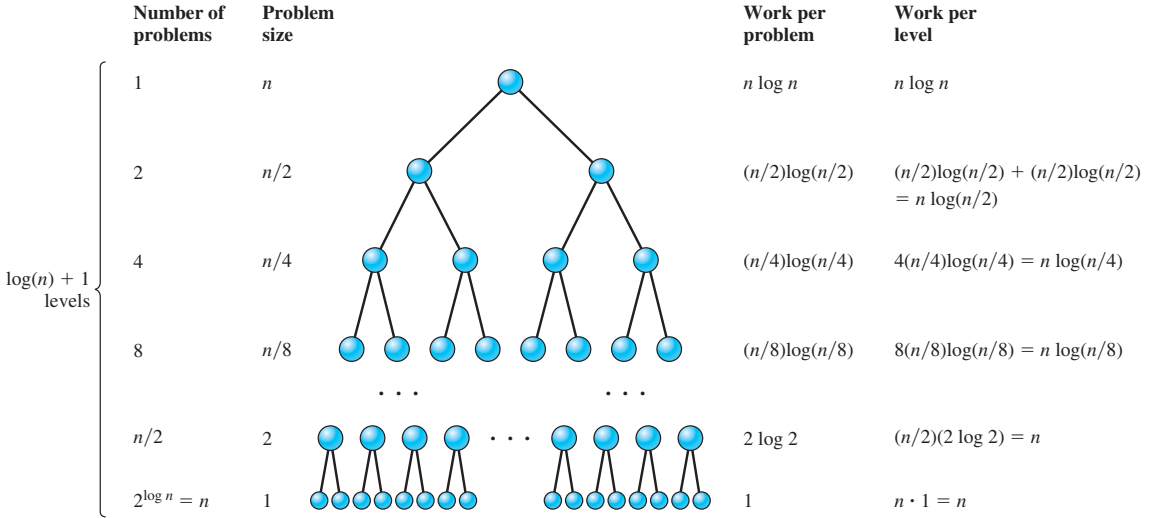 Number of problems Problem size Work per problem Work per level
1 n n log n n log n
2 n/2 (n/2)log(n/2) (n/2)log(n/2) + (n/2)log(n/2)
= n log(n/2)
log(n) + 1 levels
4 n/4 (n/4)log(n/4) 4(n/4)log(n/4) = n log(n/4)
8 n/8 (n/8)log(n/8) 8(n/8)log(n/8) = n log(n/8)
· · · · · ·
n/2 2 · · · 2 log 2 (n/2)(2 log 2) = n
2^{log n} = n 1 1 n · 1 = n